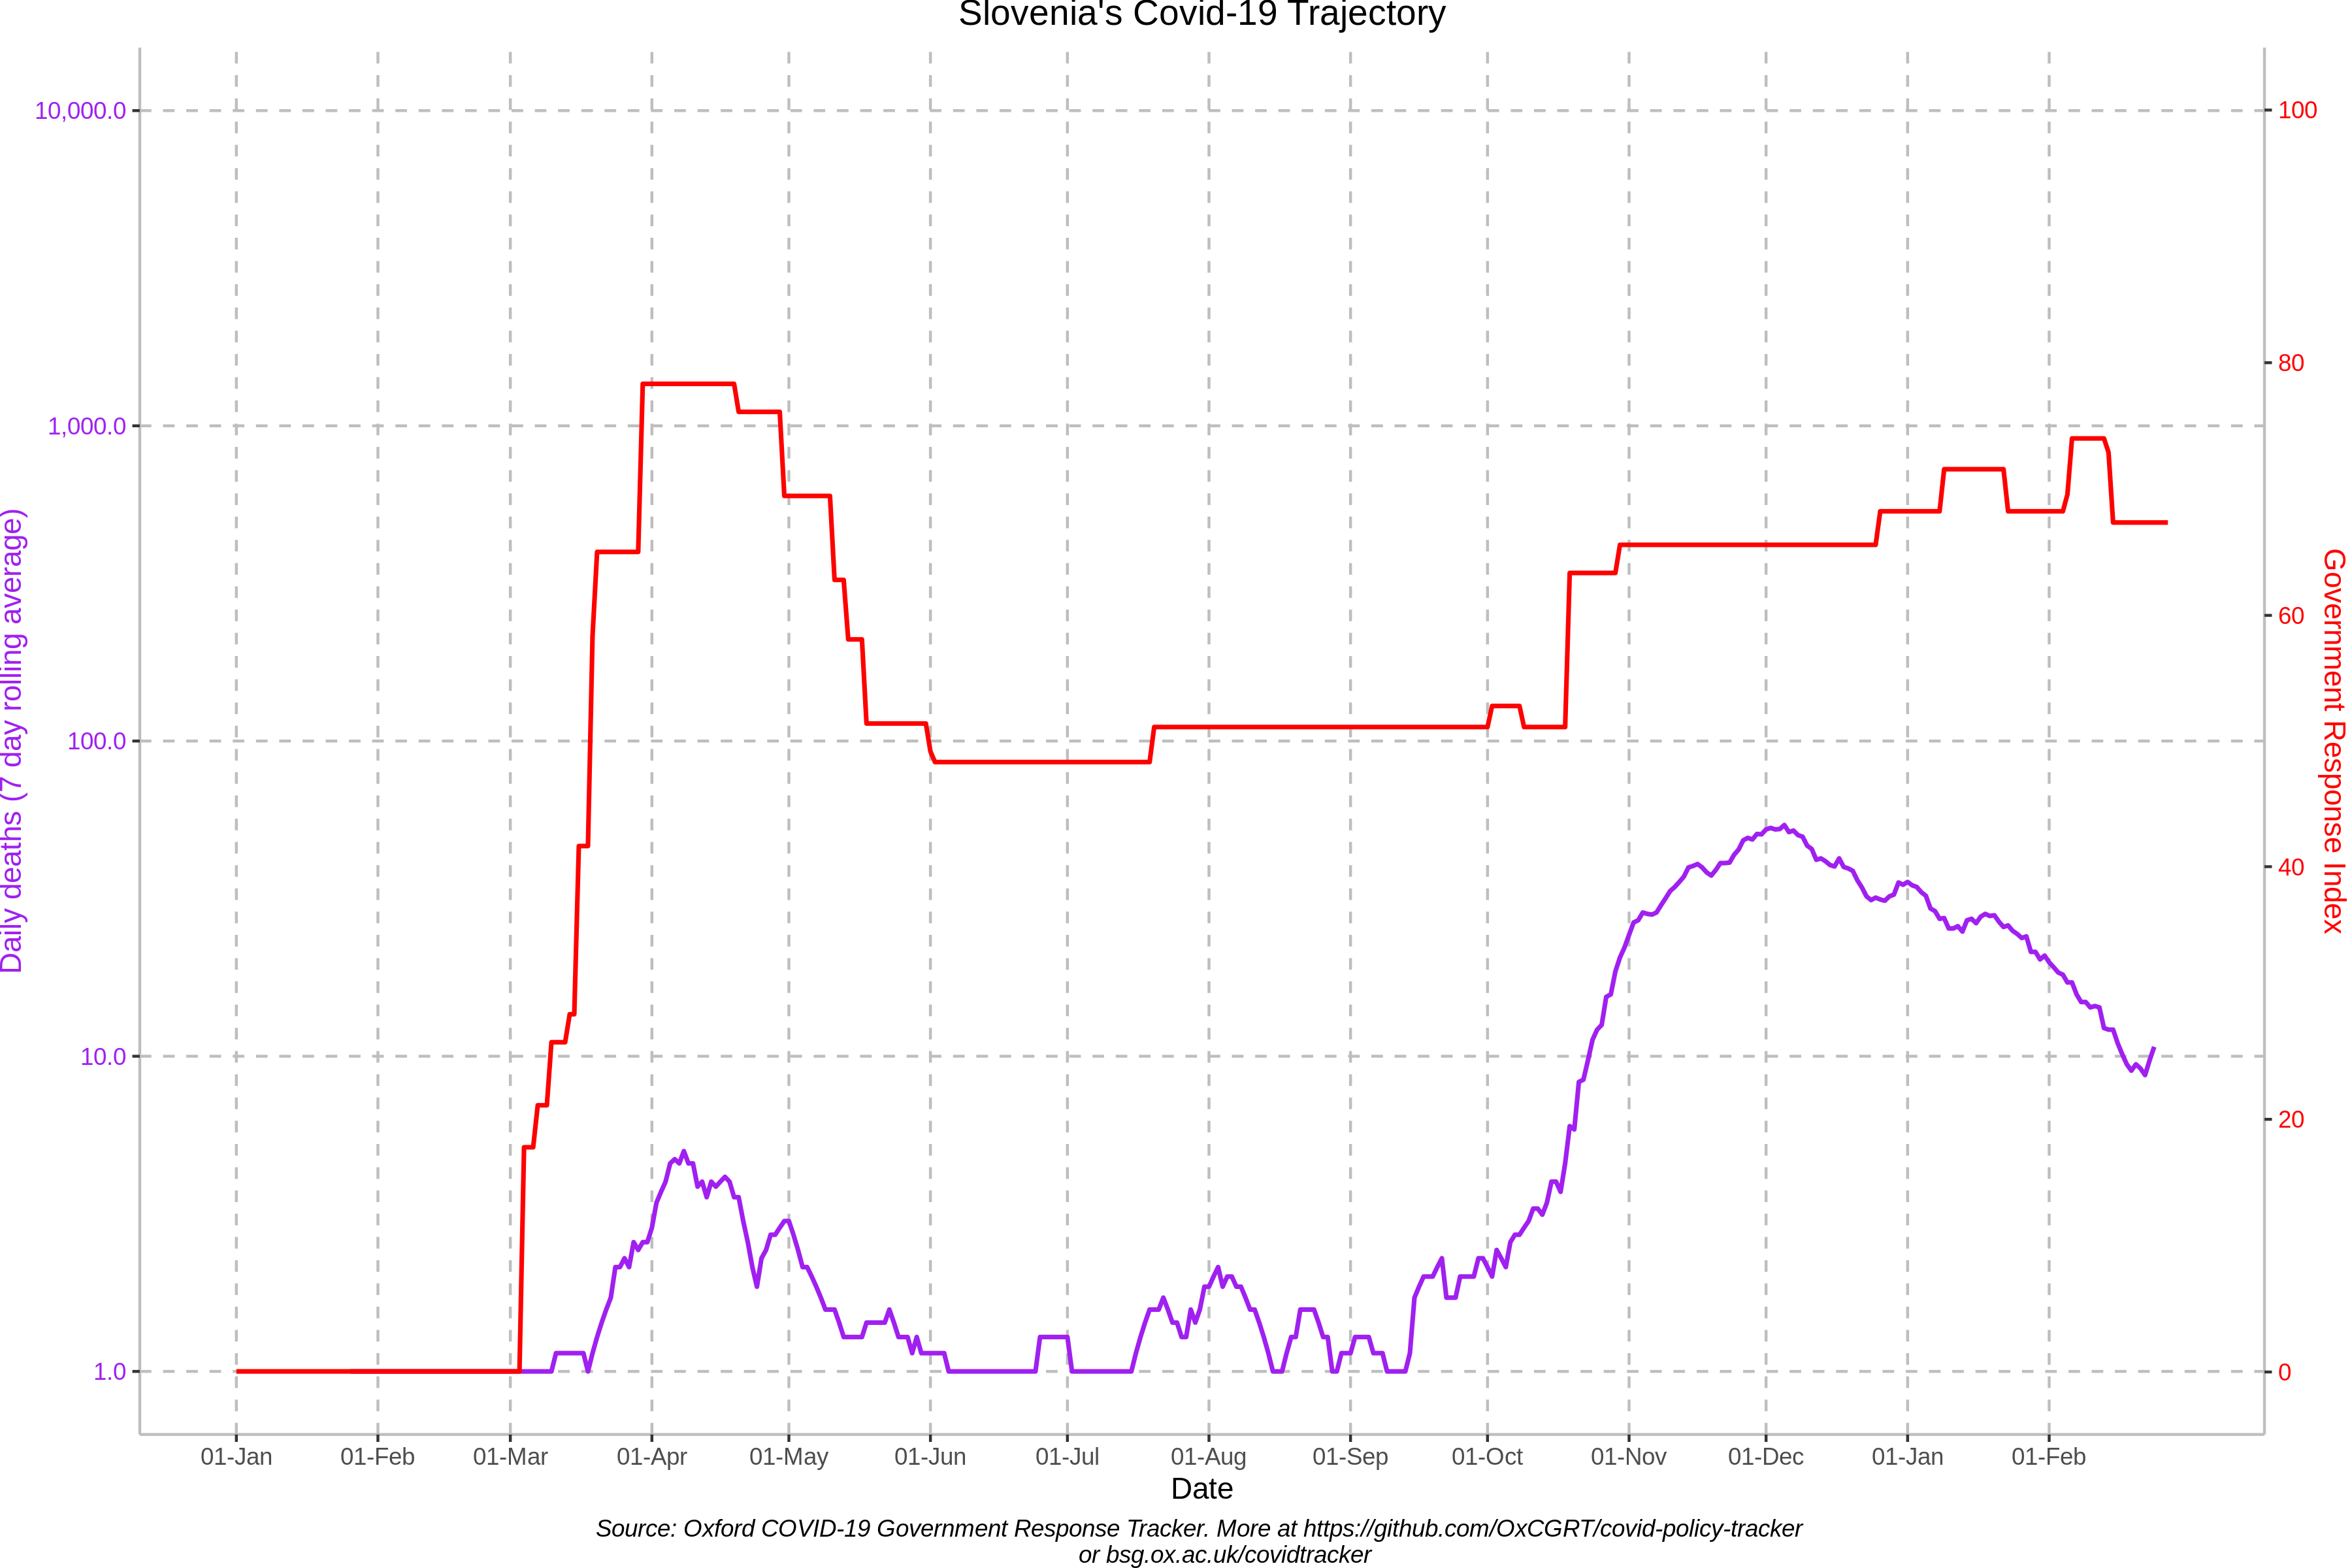 Slovenia's Covid-19 Trajectory
10,000.0
1,000.0
100.0
10.0
1.0
Daily deaths (7 day rolling average)
100
80
60
40
20
0
Government Response Index
01-Jan 01-Feb 01-Mar 01-Apr 01-May 01-Jun 01-Jul 01-Aug 01-Sep 01-Oct 01-Nov 01-Dec 01-Jan 01-Feb
Date
Source: Oxford COVID-19 Government Response Tracker. More at https://github.com/OxCGRT/covid-policy-tracker
or bsg.ox.ac.uk/covidtracker